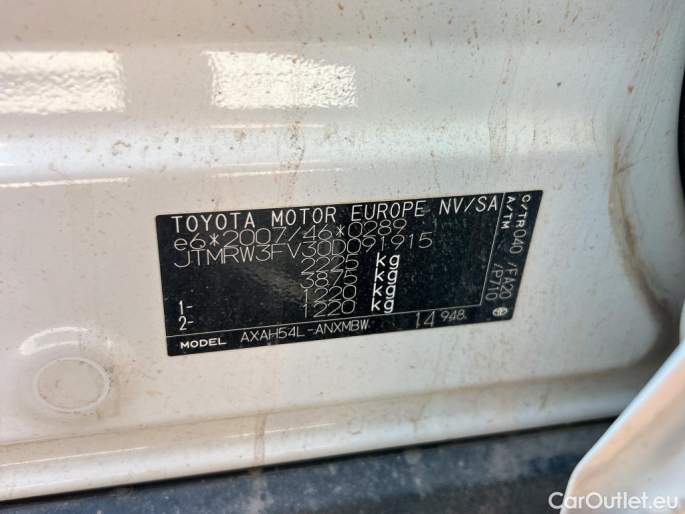 TOYOTA MOTOR EUROPE NV/SA
e6*2007/46*0289
JTMRW3FV30D091915
2225 kg
3875 kg
1- 1220 kg
2- 1220 kg
MODEL AXAH54L-ANXMBW 14 948
C/TR 040 /FA20
A/TM /P710
CarOutlet.eu